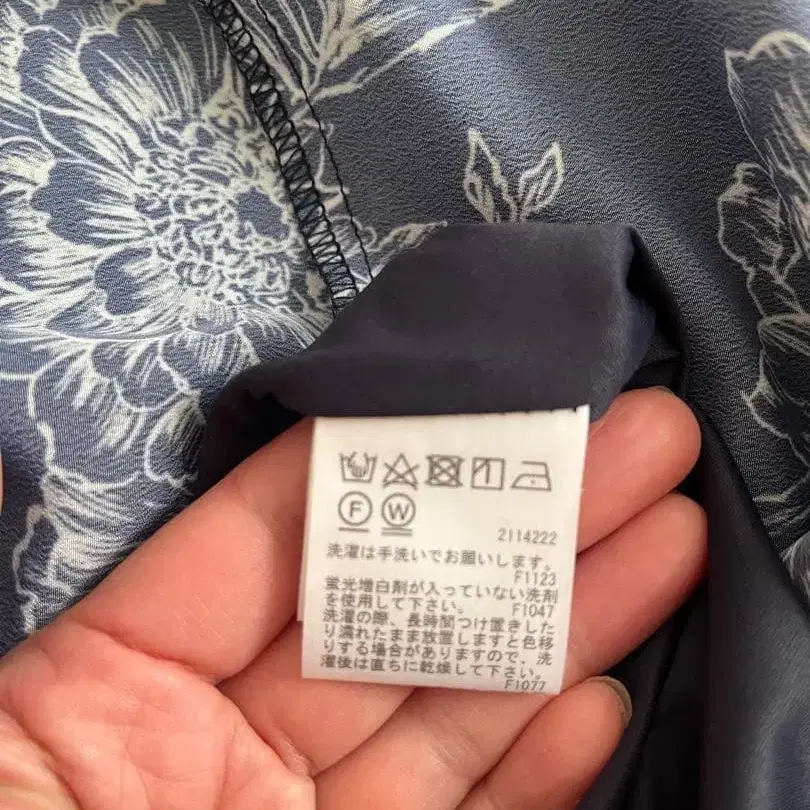 F
W
2114222
洗濯は手洗いでお願いします。
F1123
蛍光増白剤が入っていない洗剤
を使用して下さい。 F1047
洗濯の際、長時間つけ置きした
り濡れたまま放置しますと色移
りする場合がありますので、洗
濯後は直ちに乾燥して下さい。
F1077